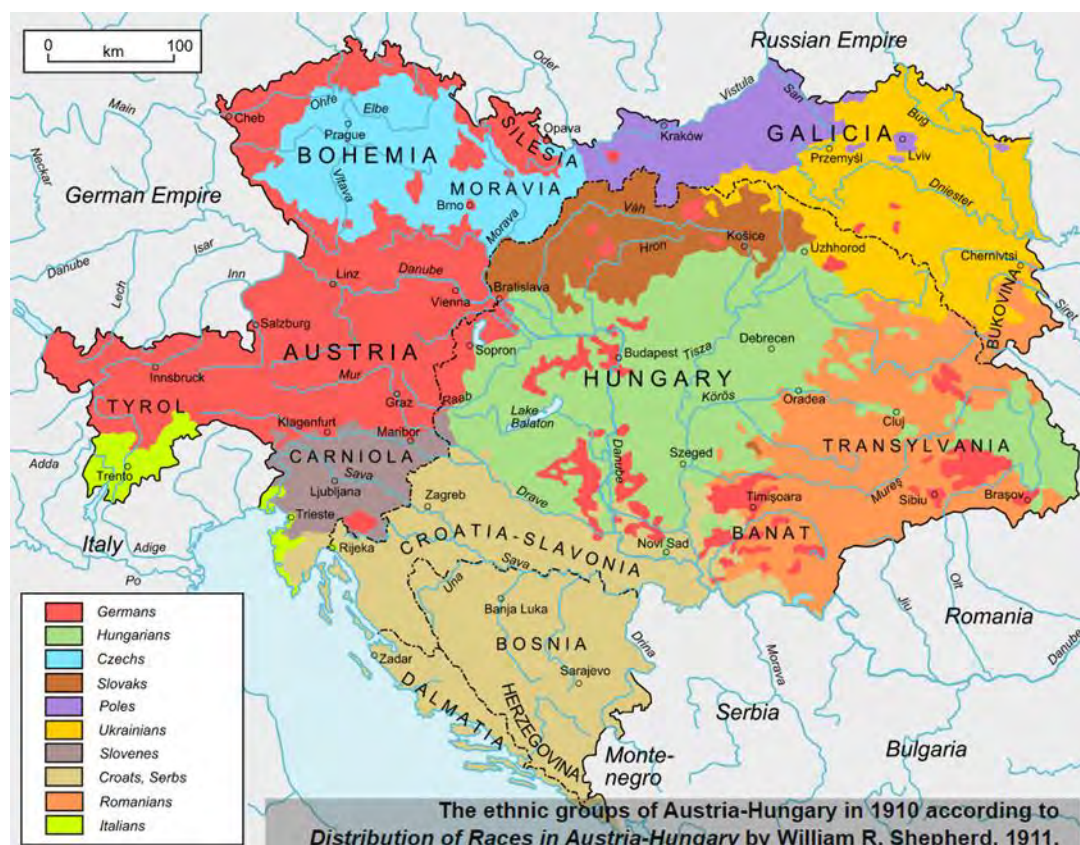 0 100
km
Russian Empire
Oder
Vistula
San
Bug
Main
Cheb
Ohře
Elbe
Prague
BOHEMIA
Vltava
SILESIA
Opava
Kraków
GALICIA
Przemyśl
Lviv
Neckar
German Empire
MORAVIA
Brno
Morava
Dniester
Váh
Hron
Košice
Uzhhorod
Chernivtsi
Siret
BUKOVINA
Danube
Isar
Lech
Inn
Linz
Danube
Vienna
Bratislava
Salzburg
AUSTRIA
Sopron
Budapest
Tisza
Debrecen
Innsbruck
Mur
HUNGARY
Körös
Oradea
TYROL
Graz
Raab
Lake
Balaton
Cluj
Klagenfurt
Maribor
TRANSYLVANIA
CARNIOLA
Danube
Szeged
Adda
Trento
Sava
Ljubljana
Drave
Mureș
Zagreb
Timișoara
Sibiu
Brașov
Trieste
BANAT
Italy
Adige
Rijeka
CROATIA-SLAVONIA
Novi Sad
Po
Sava
Una
Banja Luka
Olt
Jiu
Romania
BOSNIA
Drina
Danube
Zadar
Sarajevo
Morava
DALMATIA
HERZEGOVINA
Serbia
Monte-
negro
Bulgaria
Germans
Hungarians
Czechs
Slovaks
Poles
Ukrainians
Slovenes
Croats, Serbs
Romanians
Italians
The ethnic groups of Austria-Hungary in 1910 according to
Distribution of Races in Austria-Hungary by William R. Shepherd, 1911.